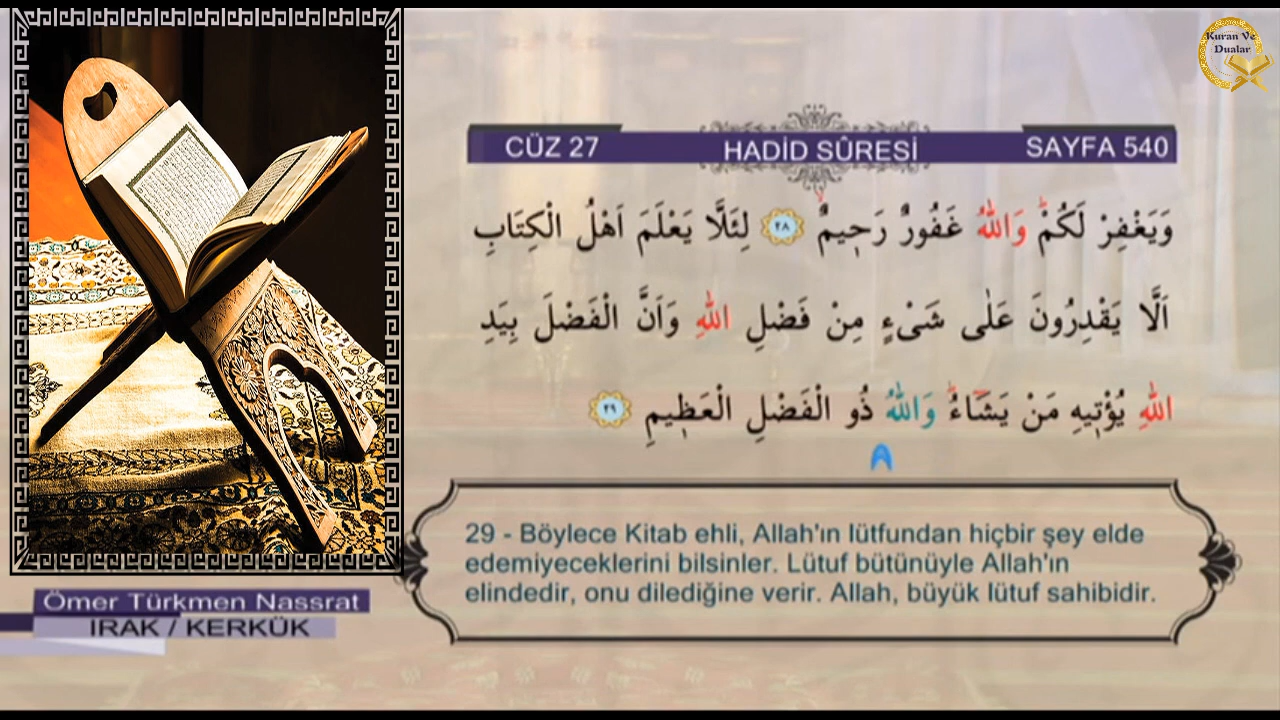 Kuran Ve
Dualar
CÜZ 27 HADİD SÛRESİ SAYFA 540
وَيَغْفِرْ لَكُمْۜ وَاللّٰهُ غَفُورٌ رَح۪يمٌۙ ﴿٢٨﴾ لِئَلَّا يَعْلَمَ اَهْلُ الْكِتَابِ
اَلَّا يَقْدِرُونَ عَلٰى شَىْءٍ مِنْ فَضْلِ اللّٰهِ وَاَنَّ الْفَضْلَ بِيَدِ
اللّٰهِ يُؤْت۪يهِ مَنْ يَشَٓاءُۜ وَاللّٰهُ ذُو الْفَضْلِ الْعَظ۪يمِ ﴿٢٩﴾
29 - Böylece Kitab ehli, Allah'ın lütfundan hiçbir şey elde
edemiyeceklerini bilsinler. Lütuf bütünüyle Allah'ın
elindedir, onu dilediğine verir. Allah, büyük lütuf sahibidir.
Ömer Türkmen Nassrat
IRAK / KERKÜK